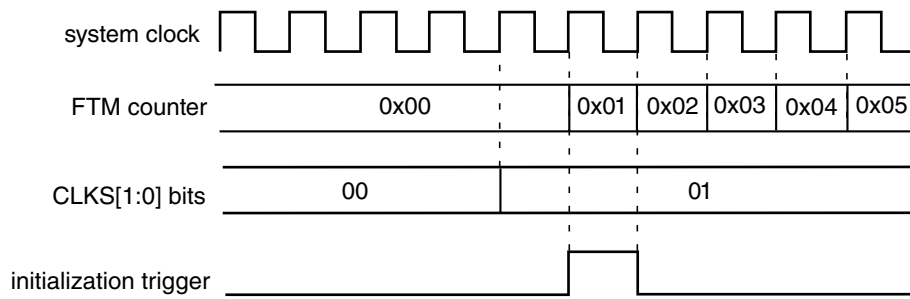 system clock
FTM counter 0x00 0x01 0x02 0x03 0x04 0x05
CLKS[1:0] bits 00 01
initialization trigger